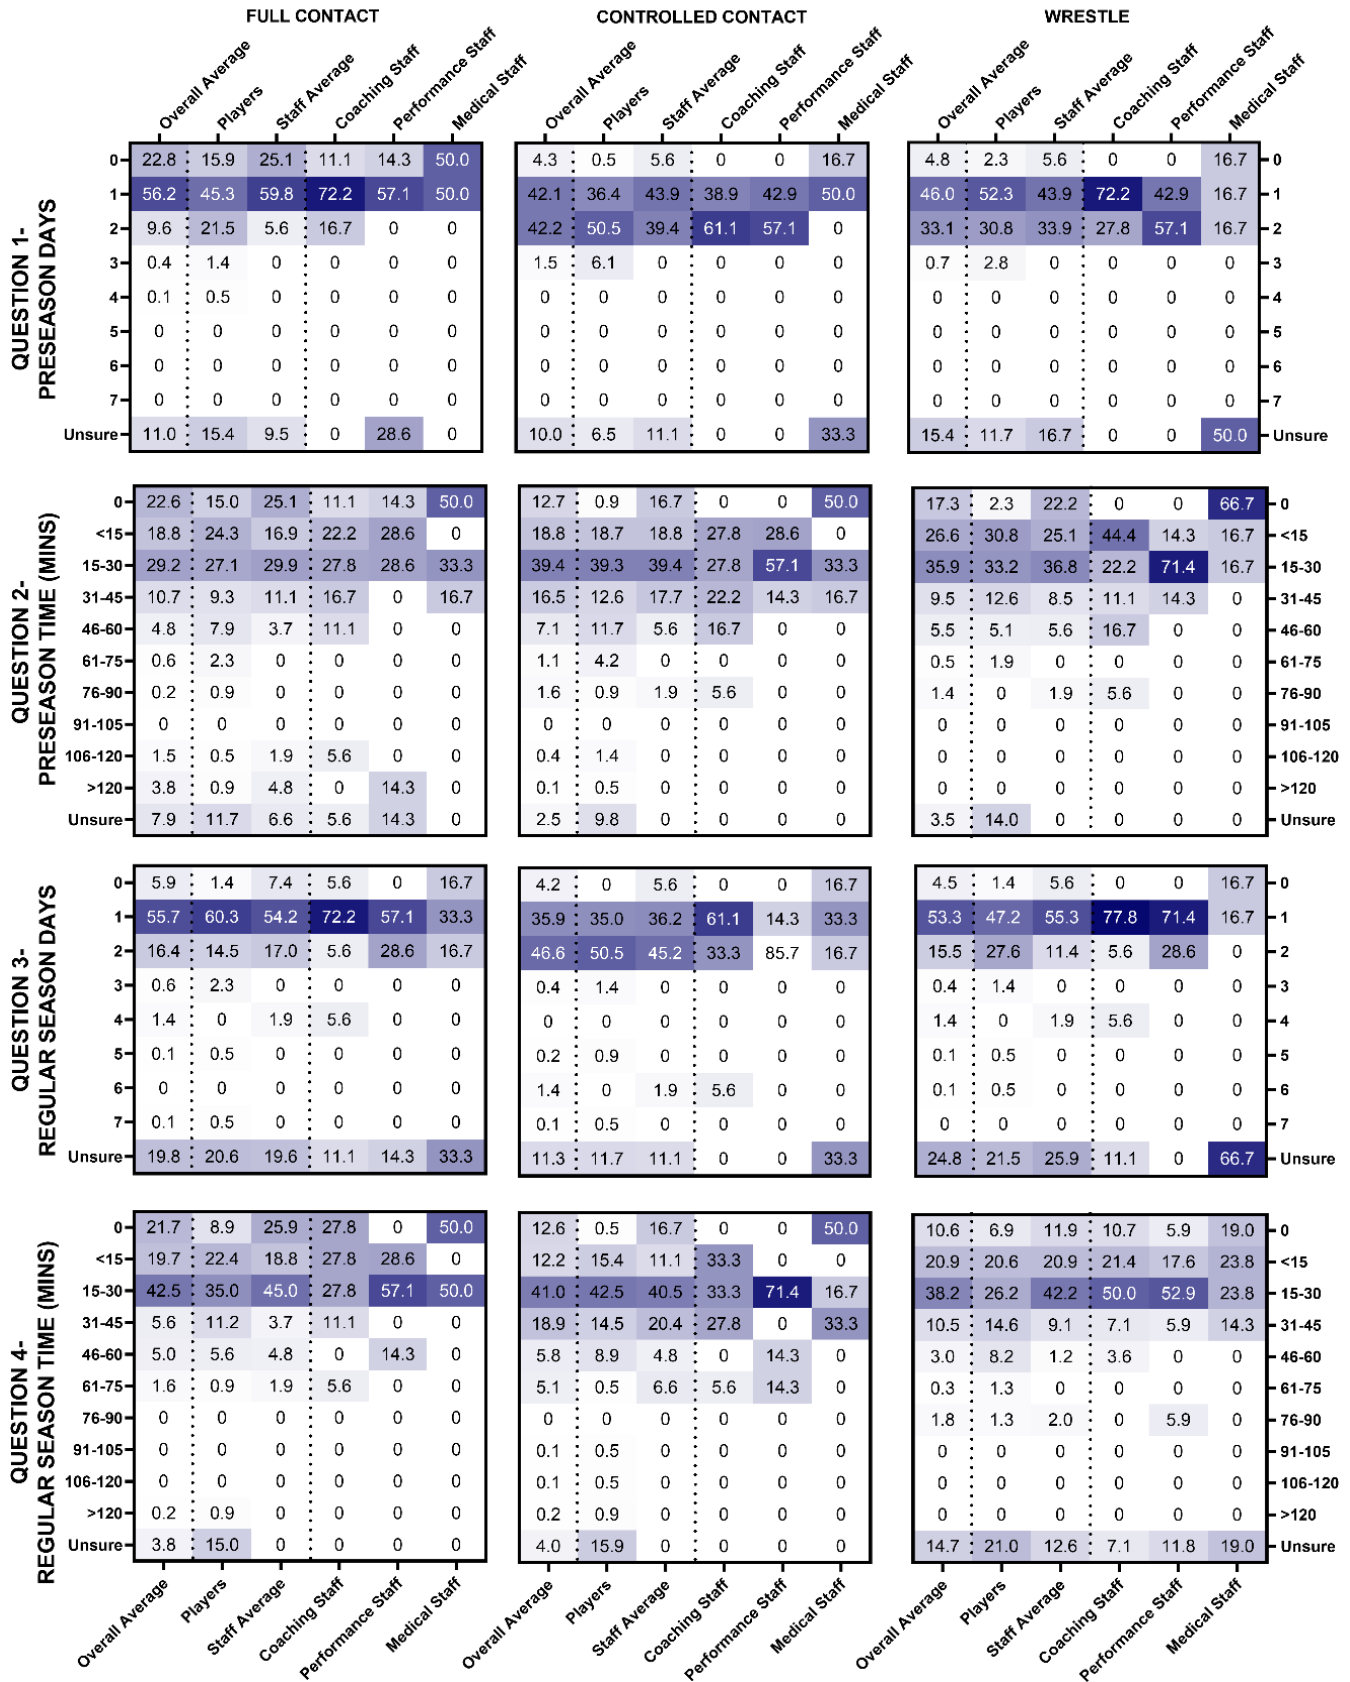 FULL CONTACT CONTROLLED CONTACT WRESTLE
Overall Average Players Staff Average Coaching Staff Performance Staff Medical Staff Overall Average Players Staff Average Coaching Staff Performance Staff Medical Staff Overall Average Players Staff Average Coaching Staff Performance Staff Medical Staff
QUESTION 1-
PRESEASON DAYS
0 22.8 15.9 25.1 11.1 14.3 50.0 4.3 0.5 5.6 0 0 16.7 4.8 2.3 5.6 0 0 16.7 0
1 56.2 45.3 59.8 72.2 57.1 50.0 42.1 36.4 43.9 38.9 42.9 50.0 46.0 52.3 43.9 72.2 42.9 16.7 1
2 9.6 21.5 5.6 16.7 0 0 42.2 50.5 39.4 61.1 57.1 0 33.1 30.8 33.9 27.8 57.1 16.7 2
3 0.4 1.4 0 0 0 0 1.5 6.1 0 0 0 0 0.7 2.8 0 0 0 0 3
4 0.1 0.5 0 0 0 0 0 0 0 0 0 0 0 0 0 0 0 0 4
5 0 0 0 0 0 0 0 0 0 0 0 0 0 0 0 0 0 0 5
6 0 0 0 0 0 0 0 0 0 0 0 0 0 0 0 0 0 0 6
7 0 0 0 0 0 0 0 0 0 0 0 0 0 0 0 0 0 0 7
Unsure 11.0 15.4 9.5 0 28.6 0 10.0 6.5 11.1 0 0 33.3 15.4 11.7 16.7 0 0 50.0 Unsure
QUESTION 2-
PRESEASON TIME (MINS)
0 22.6 15.0 25.1 11.1 14.3 50.0 12.7 0.9 16.7 0 0 50.0 17.3 2.3 22.2 0 0 66.7 0
<15 18.8 24.3 16.9 22.2 28.6 0 18.8 18.7 18.8 27.8 28.6 0 26.6 30.8 25.1 44.4 14.3 16.7 <15
15-30 29.2 27.1 29.9 27.8 28.6 33.3 39.4 39.3 39.4 27.8 57.1 33.3 35.9 33.2 36.8 22.2 71.4 16.7 15-30
31-45 10.7 9.3 11.1 16.7 0 16.7 16.5 12.6 17.7 22.2 14.3 16.7 9.5 12.6 8.5 11.1 14.3 0 31-45
46-60 4.8 7.9 3.7 11.1 0 0 7.1 11.7 5.6 16.7 0 0 5.5 5.1 5.6 16.7 0 0 46-60
61-75 0.6 2.3 0 0 0 0 1.1 4.2 0 0 0 0 0.5 1.9 0 0 0 0 61-75
76-90 0.2 0.9 0 0 0 0 1.6 0.9 1.9 5.6 0 0 1.4 0 1.9 5.6 0 0 76-90
91-105 0 0 0 0 0 0 0 0 0 0 0 0 0 0 0 0 0 0 91-105
106-120 1.5 0.5 1.9 5.6 0 0 0.4 1.4 0 0 0 0 0 0 0 0 0 0 106-120
>120 3.8 0.9 4.8 0 14.3 0 0.1 0.5 0 0 0 0 0 0 0 0 0 0 >120
Unsure 7.9 11.7 6.6 5.6 14.3 0 2.5 9.8 0 0 0 0 3.5 14.0 0 0 0 0 Unsure
QUESTION 3-
REGULAR SEASON DAYS
0 5.9 1.4 7.4 5.6 0 16.7 4.2 0 5.6 0 0 16.7 4.5 1.4 5.6 0 0 16.7 0
1 55.7 60.3 54.2 72.2 57.1 33.3 35.9 35.0 36.2 61.1 14.3 33.3 53.3 47.2 55.3 77.8 71.4 16.7 1
2 16.4 14.5 17.0 5.6 28.6 16.7 46.6 50.5 45.2 33.3 85.7 16.7 15.5 27.6 11.4 5.6 28.6 0 2
3 0.6 2.3 0 0 0 0 0.4 1.4 0 0 0 0 0.4 1.4 0 0 0 0 3
4 1.4 0 1.9 5.6 0 0 0 0 0 0 0 0 1.4 0 1.9 5.6 0 0 4
5 0.1 0.5 0 0 0 0 0.2 0.9 0 0 0 0 0.1 0.5 0 0 0 0 5
6 0 0 0 0 0 0 1.4 0 1.9 5.6 0 0 0.1 0.5 0 0 0 0 6
7 0.1 0.5 0 0 0 0 0.1 0.5 0 0 0 0 0 0 0 0 0 0 7
Unsure 19.8 20.6 19.6 11.1 14.3 33.3 11.3 11.7 11.1 0 0 33.3 24.8 21.5 25.9 11.1 0 66.7 Unsure
QUESTION 4-
REGULAR SEASON TIME (MINS)
0 21.7 8.9 25.9 27.8 0 50.0 12.6 0.5 16.7 0 0 50.0 10.6 6.9 11.9 10.7 5.9 19.0 0
<15 19.7 22.4 18.8 27.8 28.6 0 12.2 15.4 11.1 33.3 0 0 20.9 20.6 20.9 21.4 17.6 23.8 <15
15-30 42.5 35.0 45.0 27.8 57.1 50.0 41.0 42.5 40.5 33.3 71.4 16.7 38.2 26.2 42.2 50.0 52.9 23.8 15-30
31-45 5.6 11.2 3.7 11.1 0 0 18.9 14.5 20.4 27.8 0 33.3 10.5 14.6 9.1 7.1 5.9 14.3 31-45
46-60 5.0 5.6 4.8 0 14.3 0 5.8 8.9 4.8 0 14.3 0 3.0 8.2 1.2 3.6 0 0 46-60
61-75 1.6 0.9 1.9 5.6 0 0 5.1 0.5 6.6 5.6 14.3 0 0.3 1.3 0 0 0 0 61-75
76-90 0 0 0 0 0 0 0 0 0 0 0 0 1.8 1.3 2.0 0 5.9 0 76-90
91-105 0 0 0 0 0 0 0.1 0.5 0 0 0 0 0 0 0 0 0 0 91-105
106-120 0 0 0 0 0 0 0.1 0.5 0 0 0 0 0 0 0 0 0 0 106-120
>120 0.2 0.9 0 0 0 0 0.2 0.9 0 0 0 0 0 0 0 0 0 0 >120
Unsure 3.8 15.0 0 0 0 0 4.0 15.9 0 0 0 0 14.7 21.0 12.6 7.1 11.8 19.0 Unsure
Overall Average Players Staff Average Coaching Staff Performance Staff Medical Staff Overall Average Players Staff Average Coaching Staff Performance Staff Medical Staff Overall Average Players Staff Average Coaching Staff Performance Staff Medical Staff